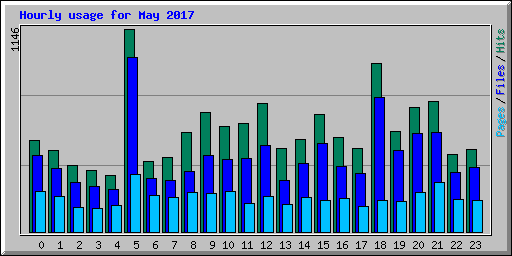 Hourly usage for May 2017
1146
Pages / Files / Hits
0 1 2 3 4 5 6 7 8 9 10 11 12 13 14 15 16 17 18 19 20 21 22 23